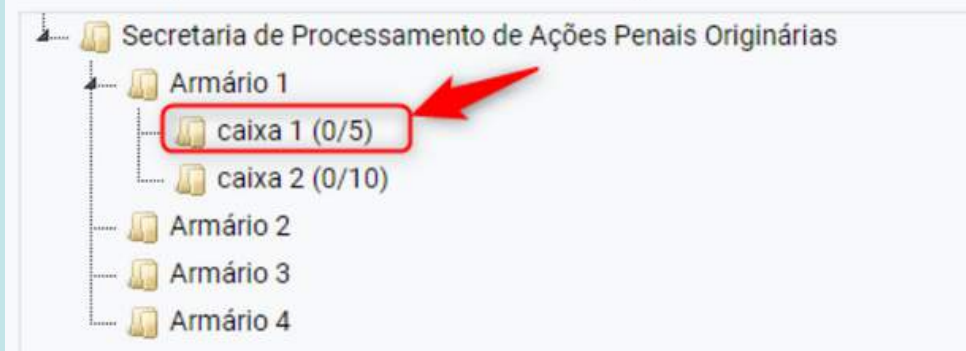 Secretaria de Processamento de Ações Penais Originárias
Armário 1
caixa 1 (0/5)
caixa 2 (0/10)
Armário 2
Armário 3
Armário 4